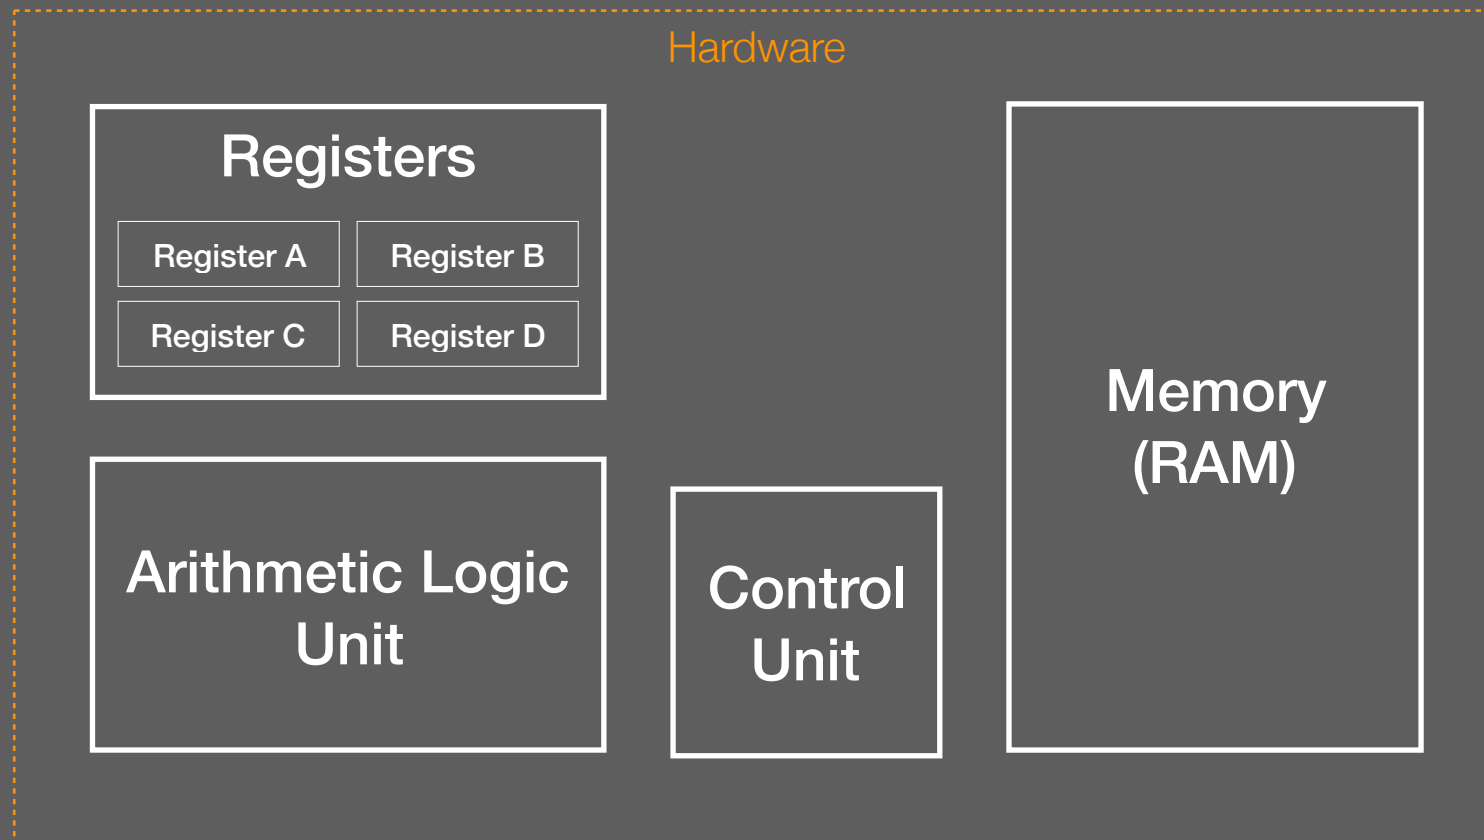 Hardware
Registers
Register A
Register B
Register C
Register D
Arithmetic Logic
Unit
Control
Unit
Memory
(RAM)